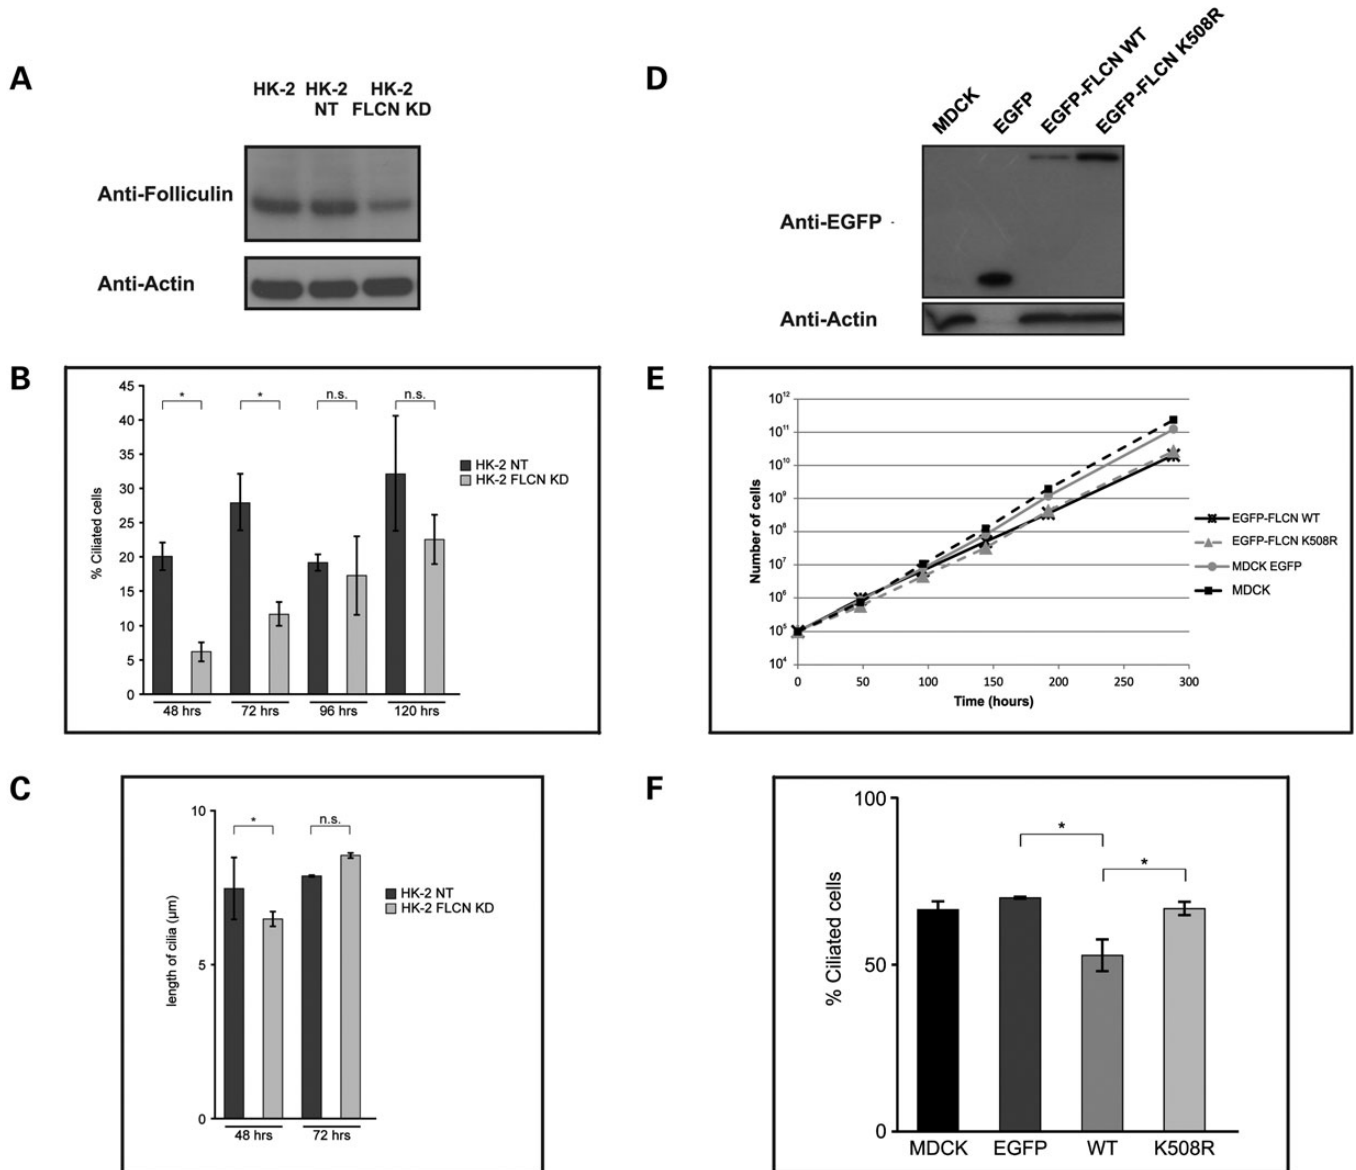 A
HK-2 HK-2 HK-2
NT FLCN KD
Anti-Folliculin
Anti-Actin
B
% Ciliated cells
45
40
35
30
25
20
15
10
5
0
* * n.s. n.s.
HK-2 NT
HK-2 FLCN KD
48 hrs 72 hrs 96 hrs 120 hrs
C
length of cilia (µm)
10
5
0
* n.s.
HK-2 NT
HK-2 FLCN KD
48 hrs 72 hrs
D
MDCK
EGFP
EGFP-FLCN WT
EGFP-FLCN K508R
Anti-EGFP
Anti-Actin
E
Number of cells
10¹²
10¹¹
10¹⁰
10⁹
10⁸
10⁷
10⁶
10⁵
10⁴
0 50 100 150 200 250 300
Time (hours)
EGFP-FLCN WT
EGFP-FLCN K508R
MDCK EGFP
MDCK
F
% Ciliated cells
100
50
0
*
*
MDCK EGFP WT K508R